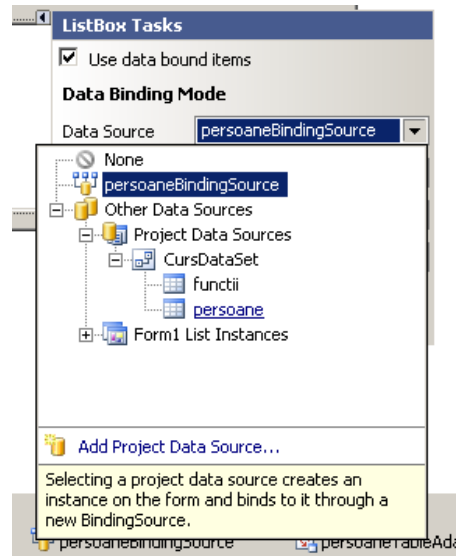 ListBox Tasks
Use data bound items
Data Binding Mode
Data Source persoaneBindingSource
None
persoaneBindingSource
Other Data Sources
Project Data Sources
CursDataSet
functii
persoane
Form1 List Instances
Add Project Data Source...
Selecting a project data source creates an
instance on the form and binds to it through a
new BindingSource.
persoaneBindingSource persoaneTableAda